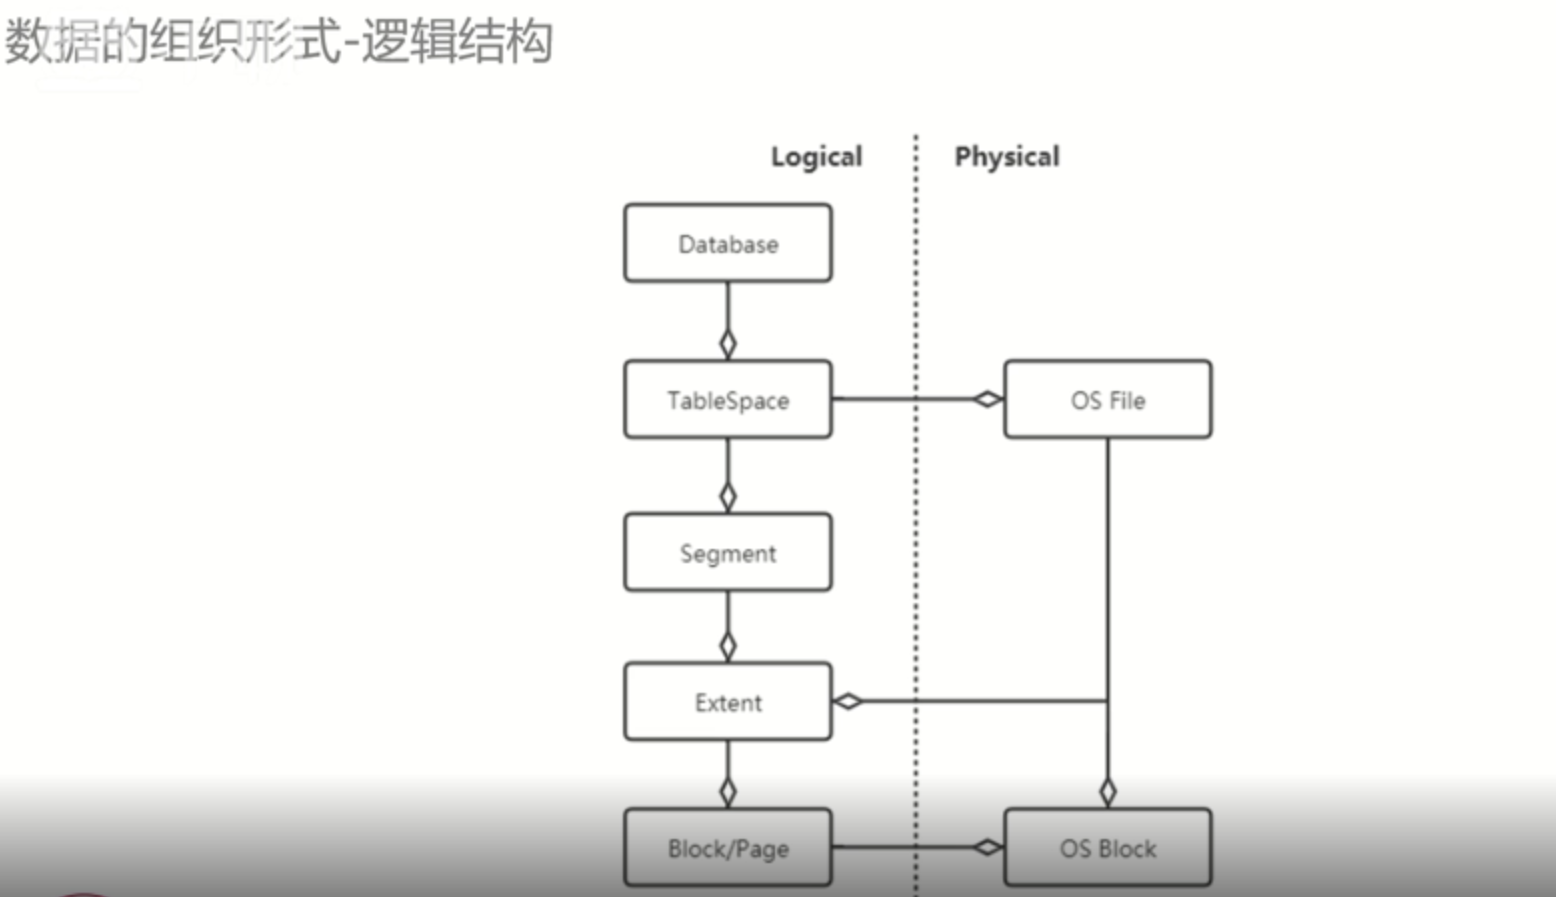 数据的组织形式-逻辑结构
Logical
Physical
Database
TableSpace
OS File
Segment
Extent
Block/Page
OS Block